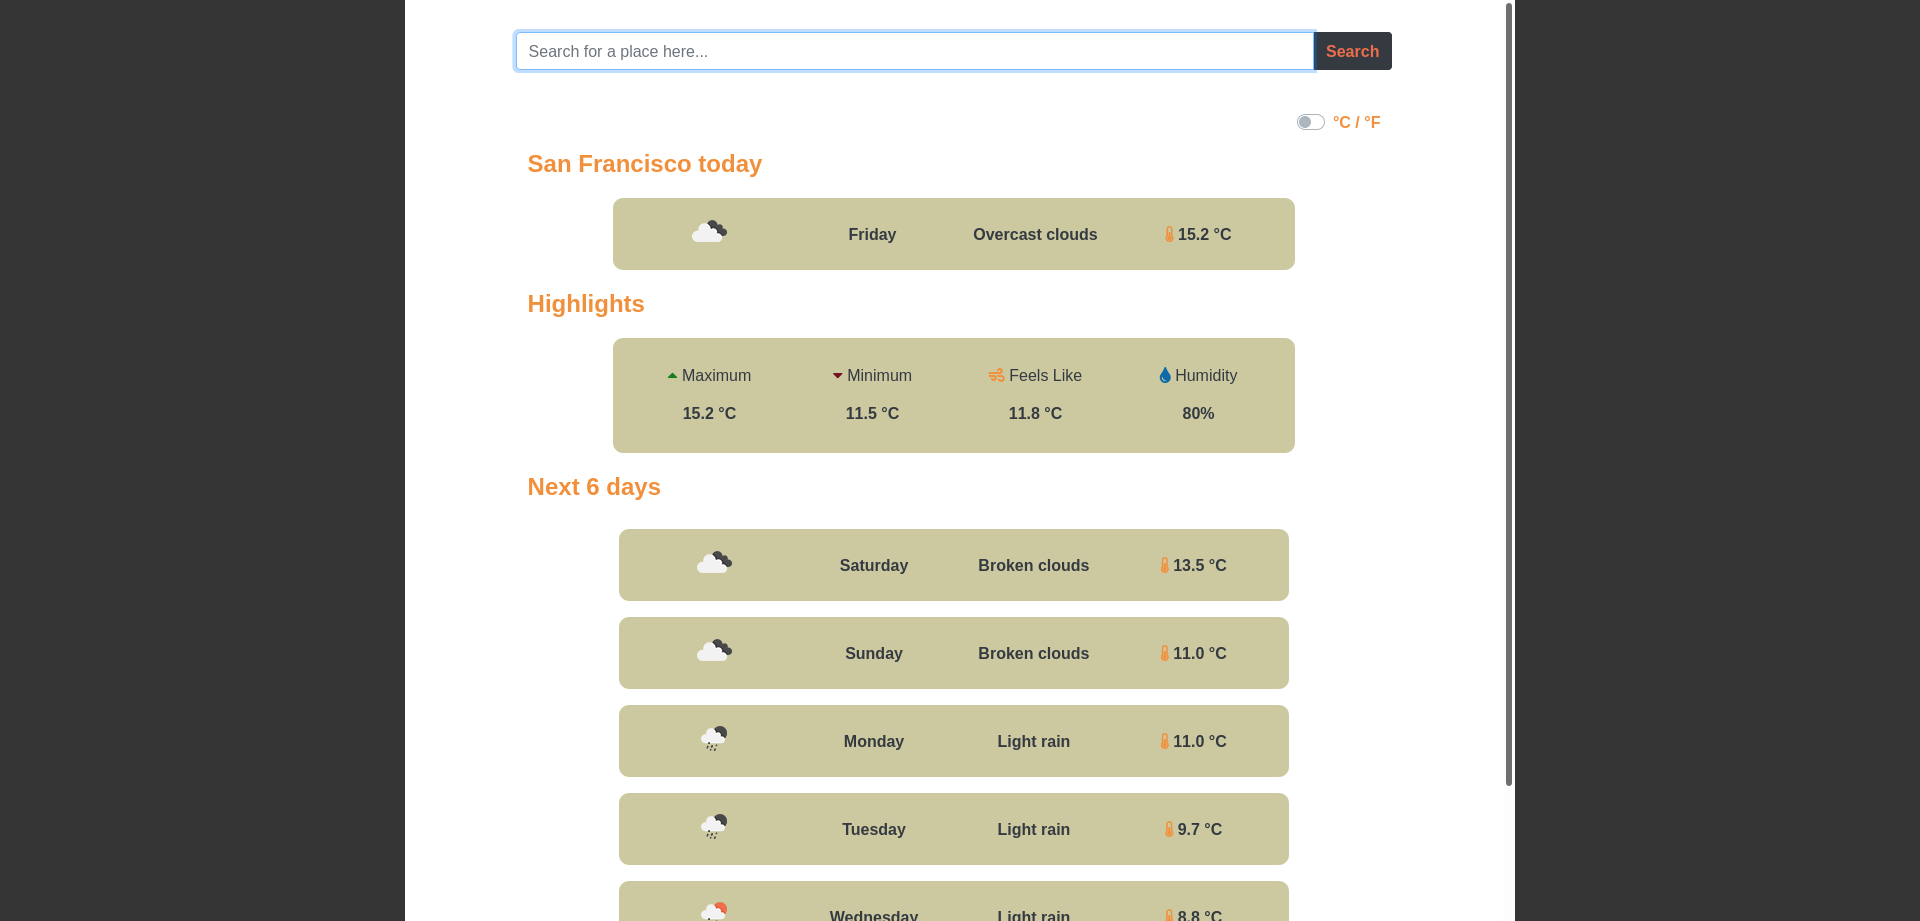 Search for a place here...
Search
°C / °F
San Francisco today
Friday Overcast clouds 15.2 °C
Highlights
Maximum Minimum Feels Like Humidity
15.2 °C 11.5 °C 11.8 °C 80%
Next 6 days
Saturday Broken clouds 13.5 °C
Sunday Broken clouds 11.0 °C
Monday Light rain 11.0 °C
Tuesday Light rain 9.7 °C
Wednesday Light rain 8.8 °C